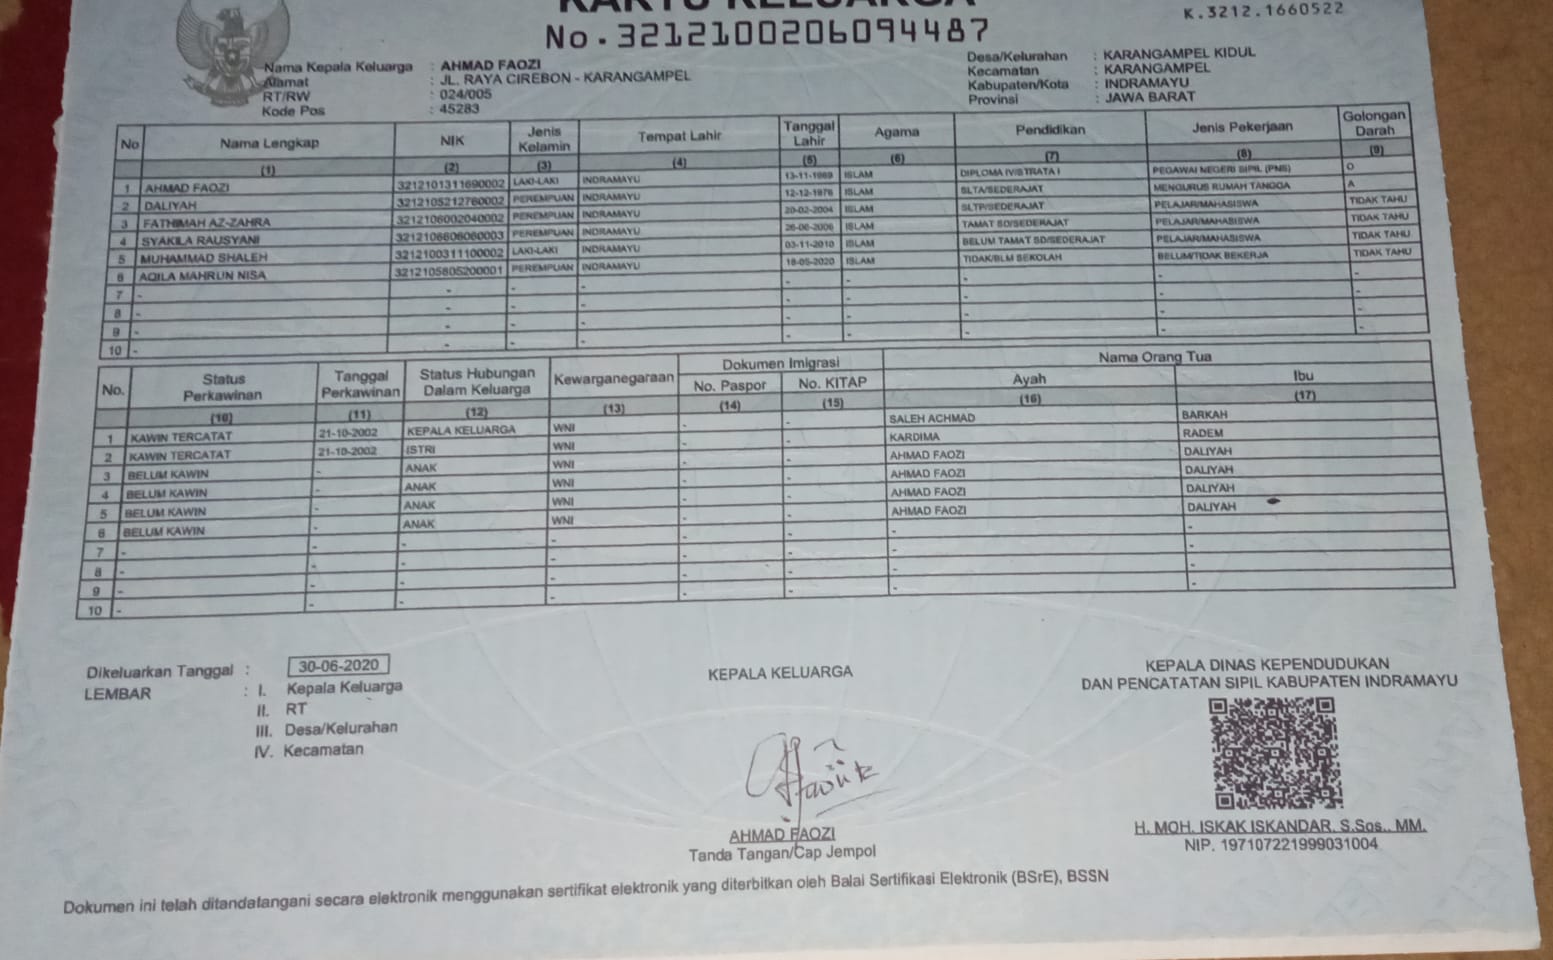 KARTU KELUARGA
No. 3212100206094487
K.3212.1660522
Nama Kepala Keluarga : AHMAD FAOZI
Alamat : JL. RAYA CIREBON - KARANGAMPEL
RT/RW : 024/005
Kode Pos : 45283
Desa/Kelurahan : KARANGAMPEL KIDUL
Kecamatan : KARANGAMPEL
Kabupaten/Kota : INDRAMAYU
Provinsi : JAWA BARAT
No Nama Lengkap NIK Jenis Kelamin Tempat Lahir Tanggal Lahir Agama Pendidikan Jenis Pekerjaan Golongan Darah
(1) (2) (3) (4) (5) (6) (7) (8) (9)
1 AHMAD FAOZI 3212101311690002 LAKI-LAKI INDRAMAYU 13-11-1969 ISLAM DIPLOMA IV/STRATA I PEGAWAI NEGERI SIPIL (PNS) O
2 DALIYAH 3212105212760002 PEREMPUAN INDRAMAYU 12-12-1976 ISLAM SLTA/SEDERAJAT MENGURUS RUMAH TANGGA A
3 FATHIMAH AZ-ZAHRA 3212106002040002 PEREMPUAN INDRAMAYU 20-02-2004 ISLAM SLTP/SEDERAJAT PELAJAR/MAHASISWA TIDAK TAHU
4 SYAKILA RAUSYANI 3212106606060003 PEREMPUAN INDRAMAYU 26-06-2006 ISLAM TAMAT SD/SEDERAJAT PELAJAR/MAHASISWA TIDAK TAHU
5 MUHAMMAD SHALEH 3212100311100002 LAKI-LAKI INDRAMAYU 03-11-2010 ISLAM BELUM TAMAT SD/SEDERAJAT PELAJAR/MAHASISWA TIDAK TAHU
6 AQILA MAHRUN NISA 3212105805200001 PEREMPUAN INDRAMAYU 18-05-2020 ISLAM TIDAK/BLM SEKOLAH BELUM/TIDAK BEKERJA TIDAK TAHU
7 - - - - - - - - -
8 - - - - - - - - -
9 - - - - - - - - -
10 - - - - - - - - -
No. Status Perkawinan Tanggal Perkawinan Status Hubungan Dalam Keluarga Kewarganegaraan Dokumen Imigrasi Nama Orang Tua
No. Paspor No. KITAP Ayah Ibu
(10) (11) (12) (13) (14) (15) (16) (17)
1 KAWIN TERCATAT 21-10-2002 KEPALA KELUARGA WNI - - SALEH ACHMAD BARKAH
2 KAWIN TERCATAT 21-10-2002 ISTRI WNI - - KARDIMA RADEM
3 BELUM KAWIN - ANAK WNI - - AHMAD FAOZI DALIYAH
4 BELUM KAWIN - ANAK WNI - - AHMAD FAOZI DALIYAH
5 BELUM KAWIN - ANAK WNI - - AHMAD FAOZI DALIYAH
6 BELUM KAWIN - ANAK WNI - - AHMAD FAOZI DALIYAH
7 - - - - - - - -
8 - - - - - - - -
9 - - - - - - - -
10 - - - - - - - -
Dikeluarkan Tanggal : 30-06-2020
LEMBAR : I. Kepala Keluarga
II. RT
III. Desa/Kelurahan
IV. Kecamatan
KEPALA KELUARGA
AHMAD FAOZI
Tanda Tangan/Cap Jempol
KEPALA DINAS KEPENDUDUKAN
DAN PENCATATAN SIPIL KABUPATEN INDRAMAYU
H. MOH. ISKAK ISKANDAR. S.Sos., MM.
NIP. 197107221999031004
Dokumen ini telah ditandatangani secara elektronik menggunakan sertifikat elektronik yang diterbitkan oleh Balai Sertifikasi Elektronik (BSrE), BSSN